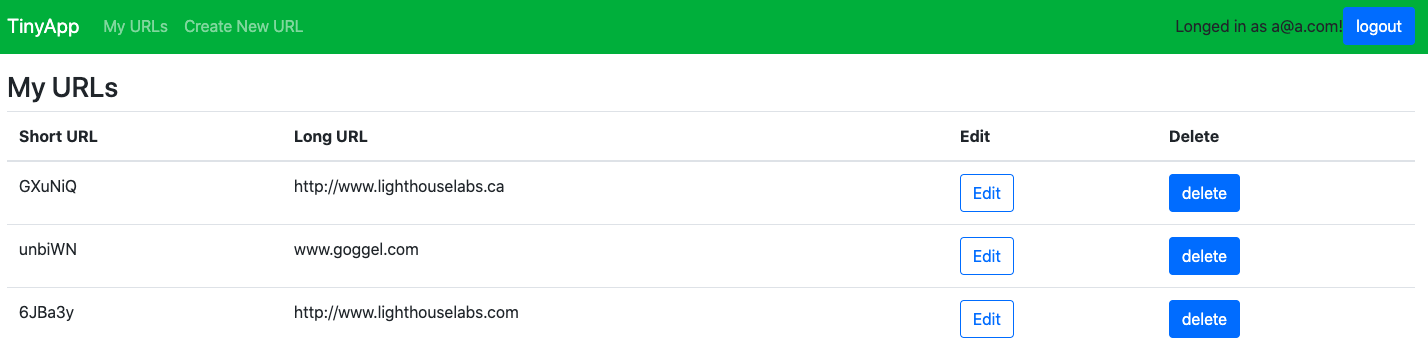 TinyApp My URLs Create New URL Longed in as a@a.com! logout
My URLs
Short URL Long URL Edit Delete
GXuNiQ http://www.lighthouselabs.ca Edit delete
unbiWN www.goggel.com Edit delete
6JBa3y http://www.lighthouselabs.com Edit delete